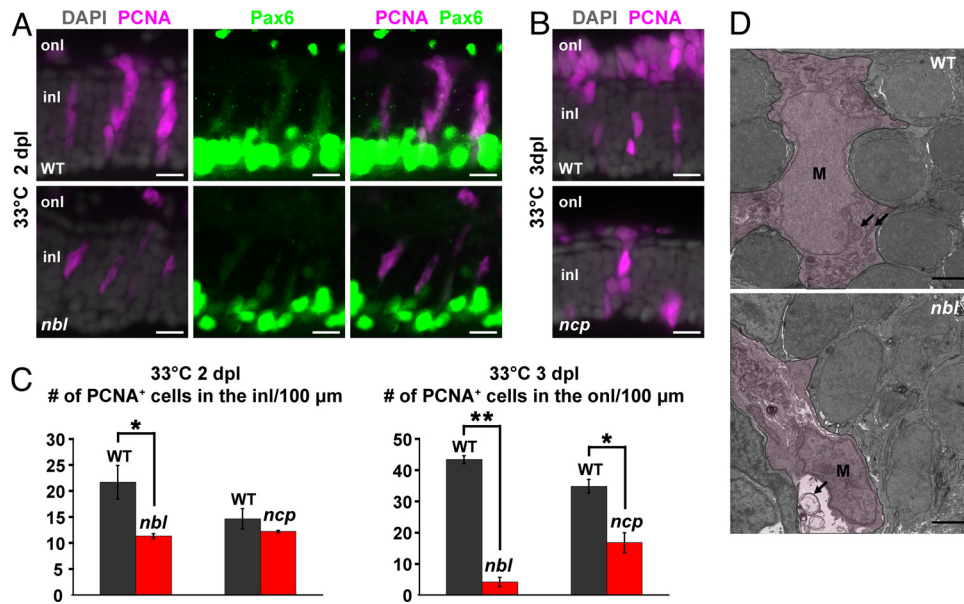 A
DAPI PCNA
Pax6
PCNA Pax6
33°C 2 dpl
onl
inl
WT
onl
inl
nbl
B
DAPI PCNA
33°C 3dpl
onl
inl
WT
onl
inl
ncp
C
33°C 2 dpl
# of PCNA⁺ cells in the inl/100 µm
30
25
20
15
10
5
0
WT
*
nbl
WT
ncp
33°C 3 dpl
# of PCNA⁺ cells in the onl/100 µm
50
40
30
20
10
0
WT
**
nbl
WT
*
ncp
D
WT
M
nbl
M